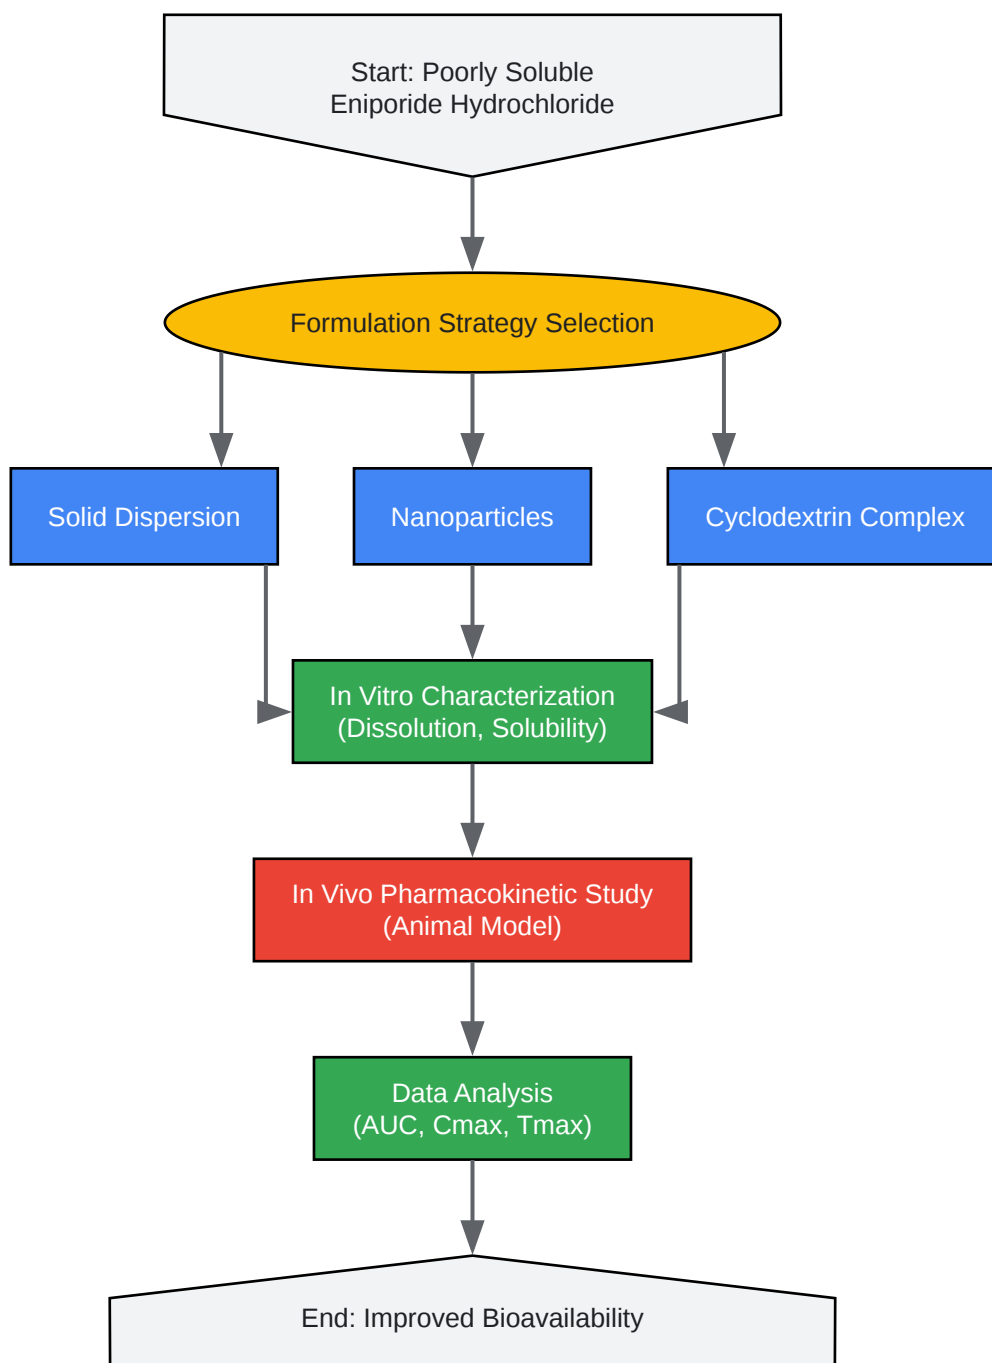 Start: Poorly Soluble
Eniporide Hydrochloride
Formulation Strategy Selection
Solid Dispersion
Nanoparticles
Cyclodextrin Complex
In Vitro Characterization
(Dissolution, Solubility)
In Vivo Pharmacokinetic Study
(Animal Model)
Data Analysis
(AUC, Cmax, Tmax)
End: Improved Bioavailability